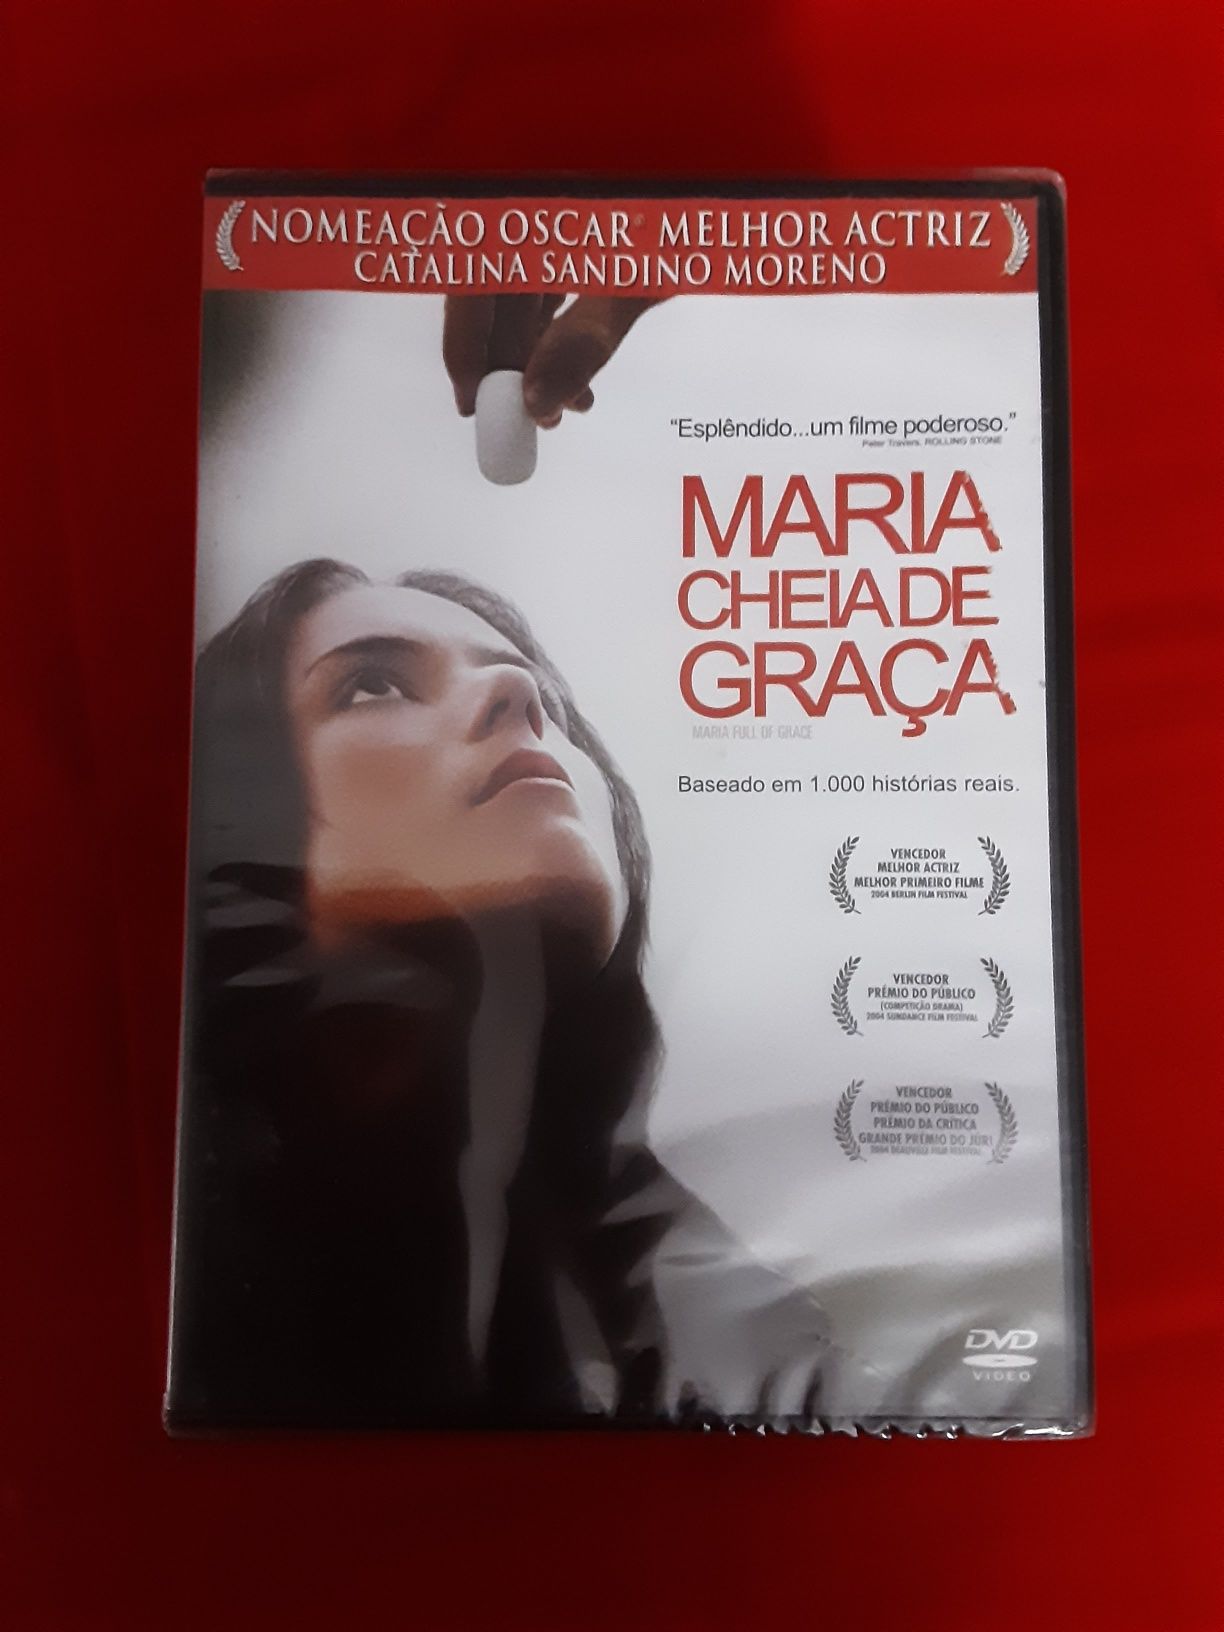 NOMEAÇÃO OSCAR® MELHOR ACTRIZ
CATALINA SANDINO MORENO
“Esplêndido...um filme poderoso.”
Peter Travers, ROLLING STONE
MARIA
CHEIA DE
GRAÇA
MARIA FULL OF GRACE
Baseado em 1.000 histórias reais.
VENCEDOR
MELHOR ACTRIZ
MELHOR PRIMEIRO FILME
2004 BERLIN FILM FESTIVAL
VENCEDOR
PRÉMIO DO PÚBLICO
(COMPETIÇÃO DRAMA)
2004 SUNDANCE FILM FESTIVAL
VENCEDOR
PRÉMIO DO PÚBLICO
PRÉMIO DA CRÍTICA
GRANDE PRÉMIO DO JÚRI
2004 DEAUVILLE FILM FESTIVAL
DVD
VIDEO